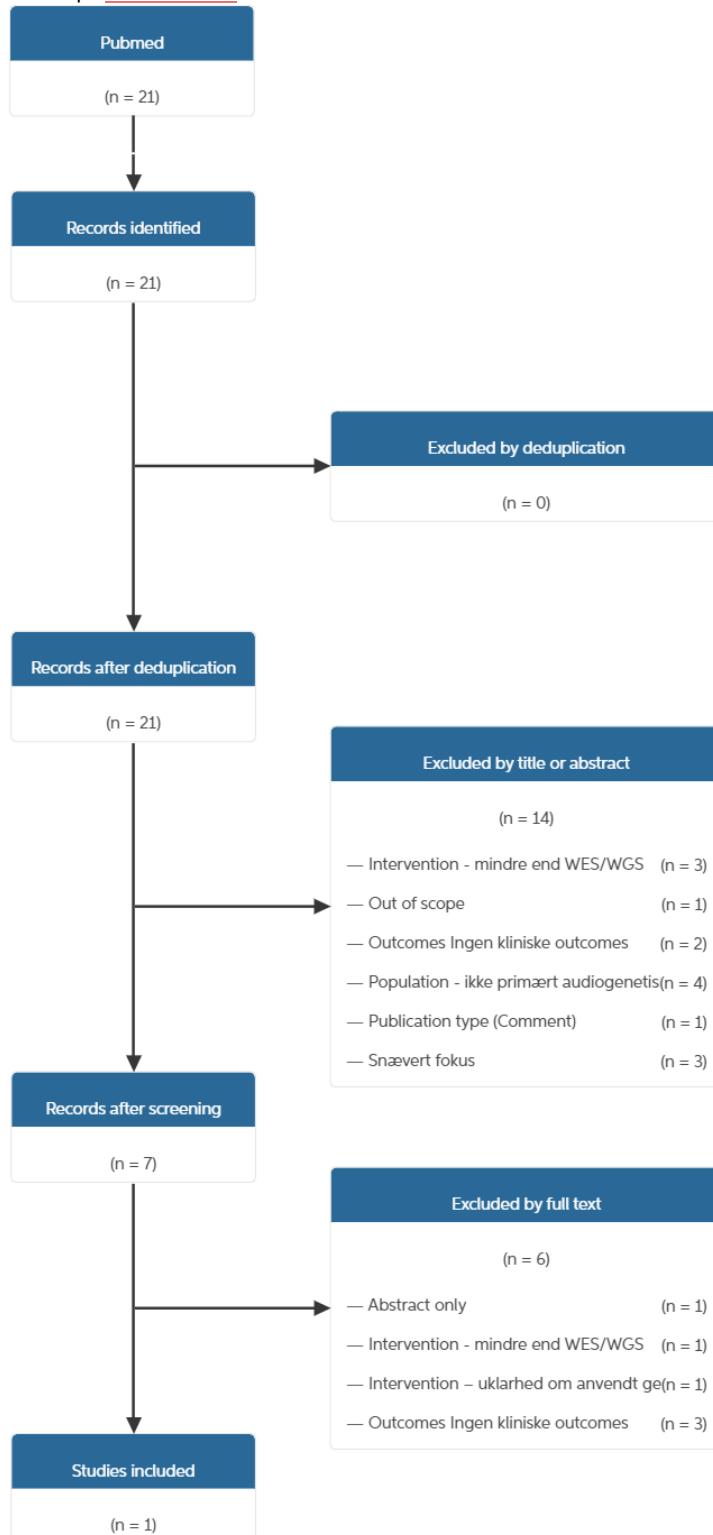 Pubmed
(n = 21)
Records identified
(n = 21)
Excluded by deduplication
(n = 0)
Records after deduplication
(n = 21)
Excluded by title or abstract
(n = 14)
— Intervention - mindre end WES/WGS (n = 3)
— Out of scope (n = 1)
— Outcomes Ingen kliniske outcomes (n = 2)
— Population - ikke primært audiogenetis(n = 4)
— Publication type (Comment) (n = 1)
— Snævert fokus (n = 3)
Records after screening
(n = 7)
Excluded by full text
(n = 6)
— Abstract only (n = 1)
— Intervention - mindre end WES/WGS (n = 1)
— Intervention – uklarhed om anvendt ge(n = 1)
— Outcomes Ingen kliniske outcomes (n = 3)
Studies included
(n = 1)